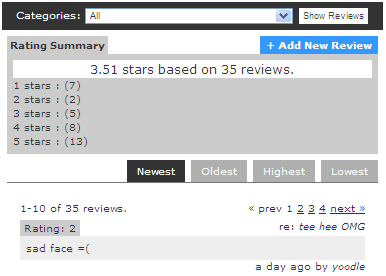 Categories: All Show Reviews
Rating Summary + Add New Review
3.51 stars based on 35 reviews.
1 stars : (7)
2 stars : (2)
3 stars : (5)
4 stars : (8)
5 stars : (13)
Newest Oldest Highest Lowest
1-10 of 35 reviews. « prev 1 2 3 4 next »
Rating: 2 re: tee hee OMG
sad face =(
a day ago by yoodle